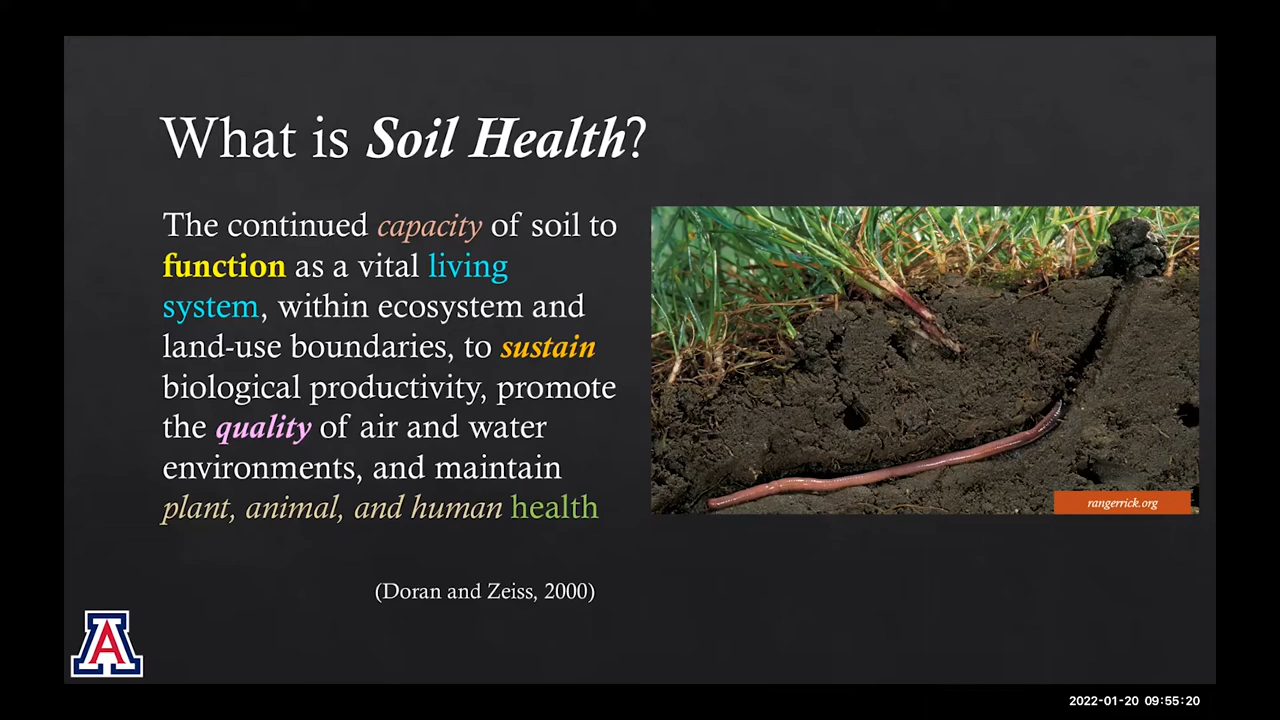 What is Soil Health?
The continued capacity of soil to
function as a vital living
system, within ecosystem and
land-use boundaries, to sustain
biological productivity, promote
the quality of air and water
environments, and maintain
plant, animal, and human health
rangerrick.org
(Doran and Zeiss, 2000)
A
2022-01-20 09:55:20